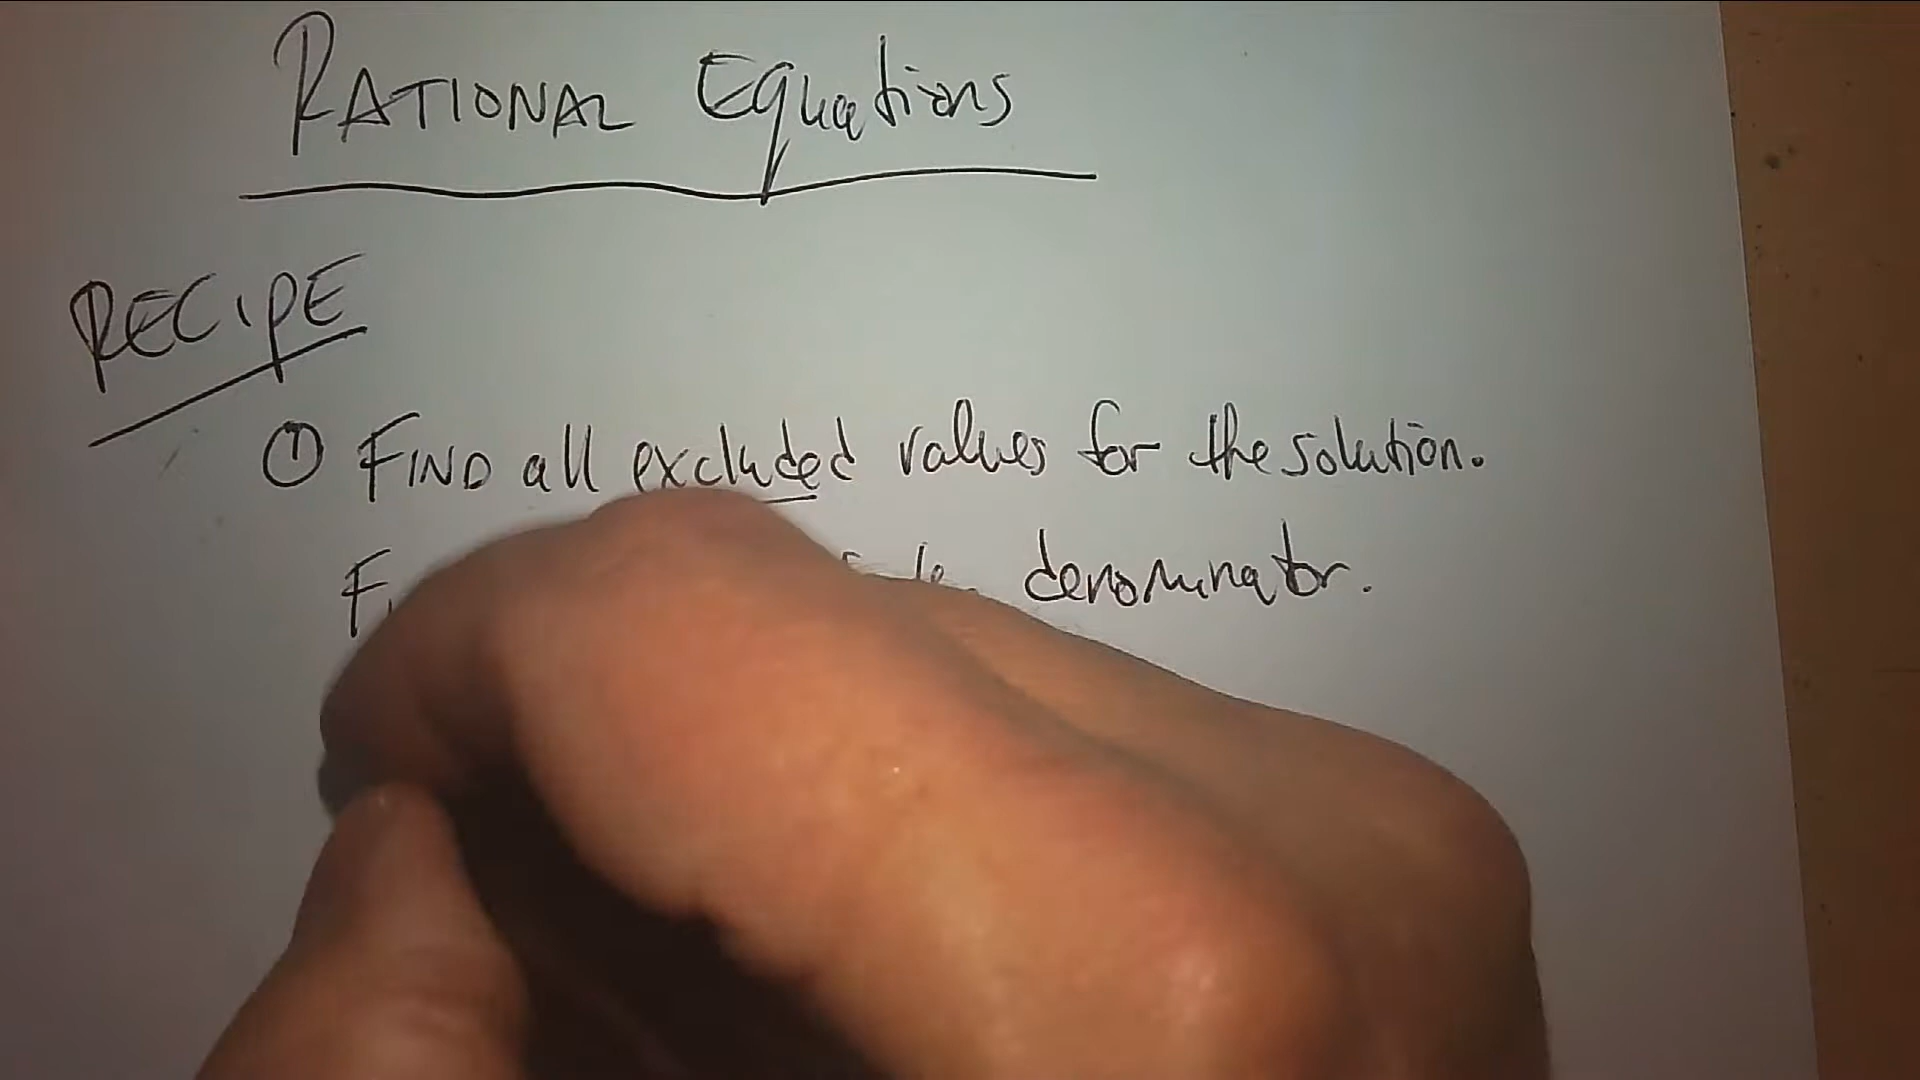 RATIONAL Equations
RECIPE
① FIND all excluded values for the solution.
denominator.